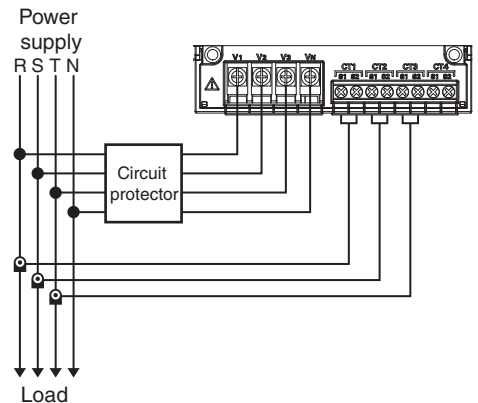 Power
supply
R S T N
V1 V2 V3 VN
CT1 CT2 CT3 CT4
S1 S2 S1 S2 S1 S2 S1 S2
Circuit
protector
Load